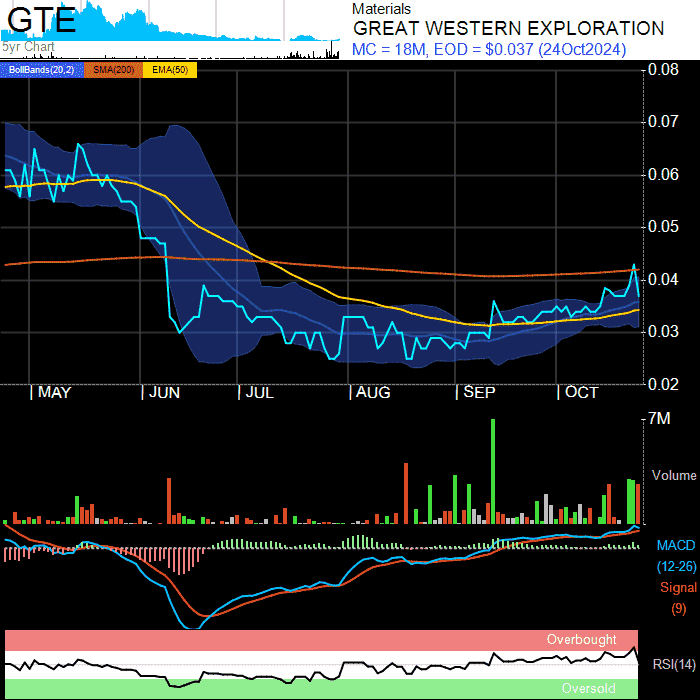 GTE
5yr Chart
Materials
GREAT WESTERN EXPLORATION
MC = 18M, EOD = $0.037 (24Oct2024)
BollBands(20,2) SMA(200) EMA(50)
0.08
0.07
0.06
0.05
0.04
0.03
0.02
MAY JUN JUL AUG SEP OCT
7M
Volume
MACD
(12-26)
Signal
(9)
Overbought
RSI(14)
Oversold